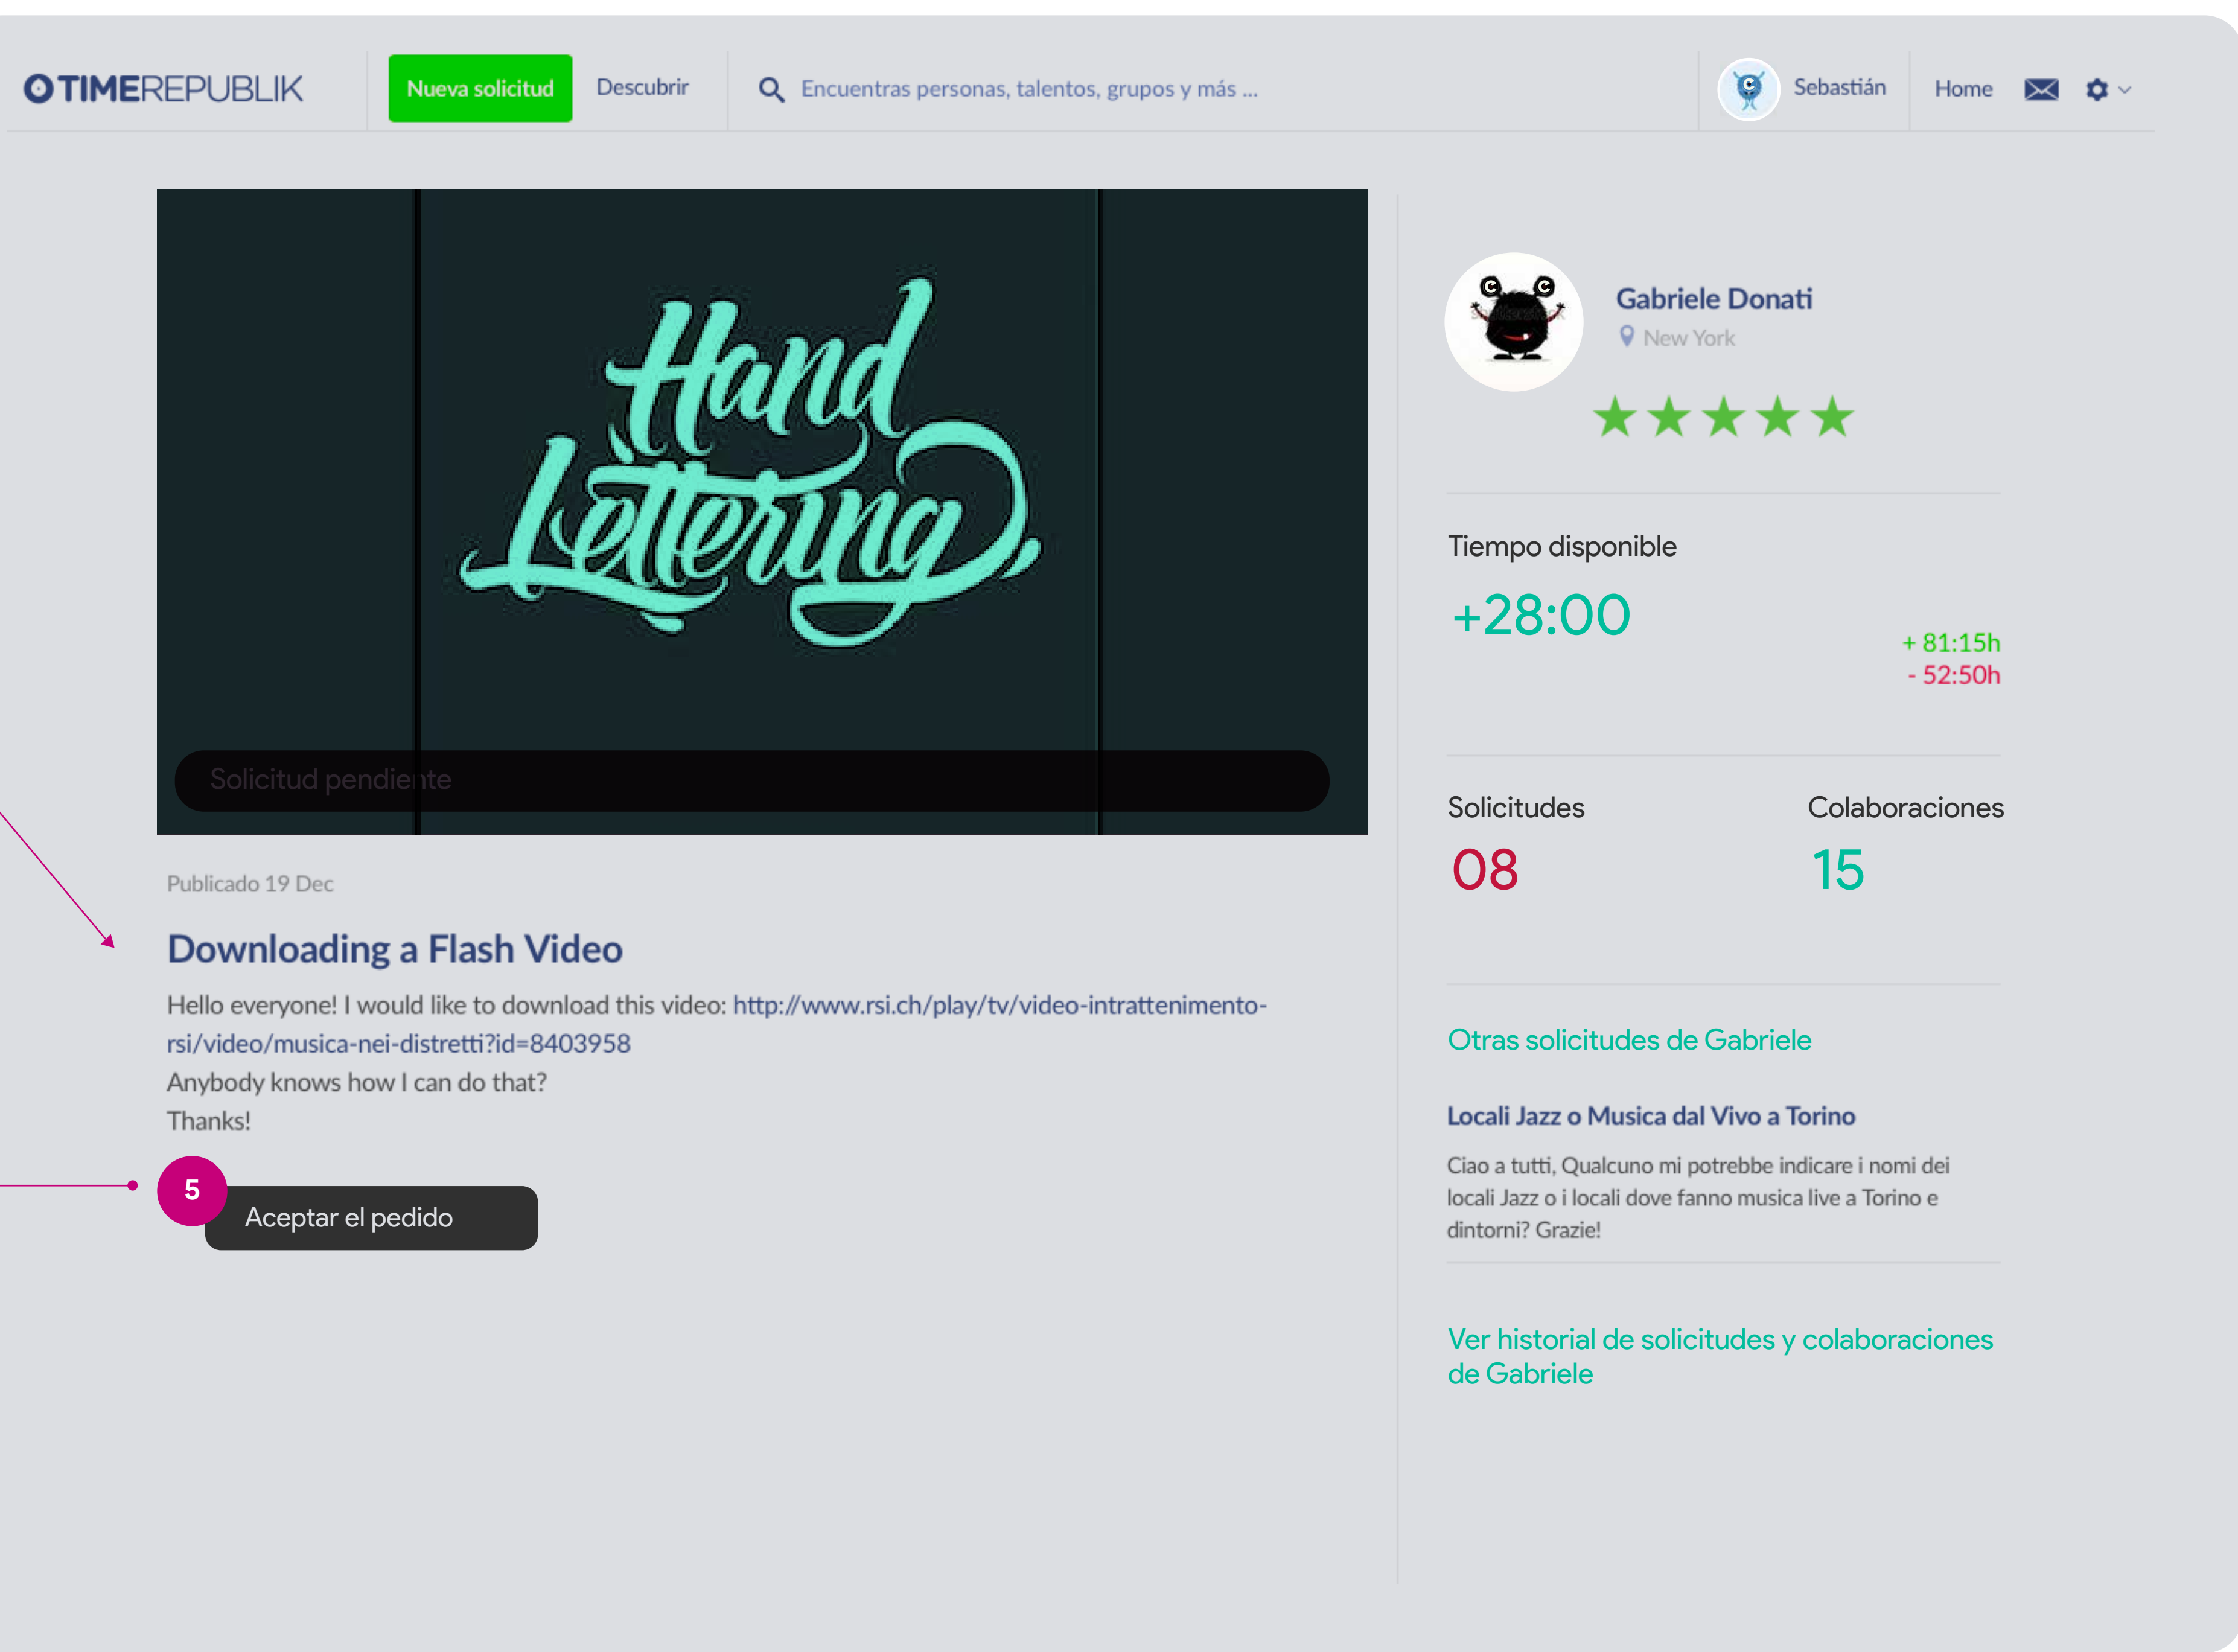 TIMEREPUBLIK
Nueva solicitud
Descubrir
Encuentras personas, talentos, grupos y más ...
Sebastián
Home
Hand
Lettering
Solicitud pendiente
Publicado 19 Dec
Downloading a Flash Video
Hello everyone! I would like to download this video: http://www.rsi.ch/play/tv/video-intrattenimento-
rsi/video/musica-nei-distretti?id=8403958
Anybody knows how I can do that?
Thanks!
5
Aceptar el pedido
Gabriele Donati
New York
Tiempo disponible
+28:00
+ 81:15h
- 52:50h
Solicitudes
Colaboraciones
08
15
Otras solicitudes de Gabriele
Locali Jazz o Musica dal Vivo a Torino
Ciao a tutti, Qualcuno mi potrebbe indicare i nomi dei
locali Jazz o i locali dove fanno musica live a Torino e
dintorni? Grazie!
Ver historial de solicitudes y colaboraciones
de Gabriele